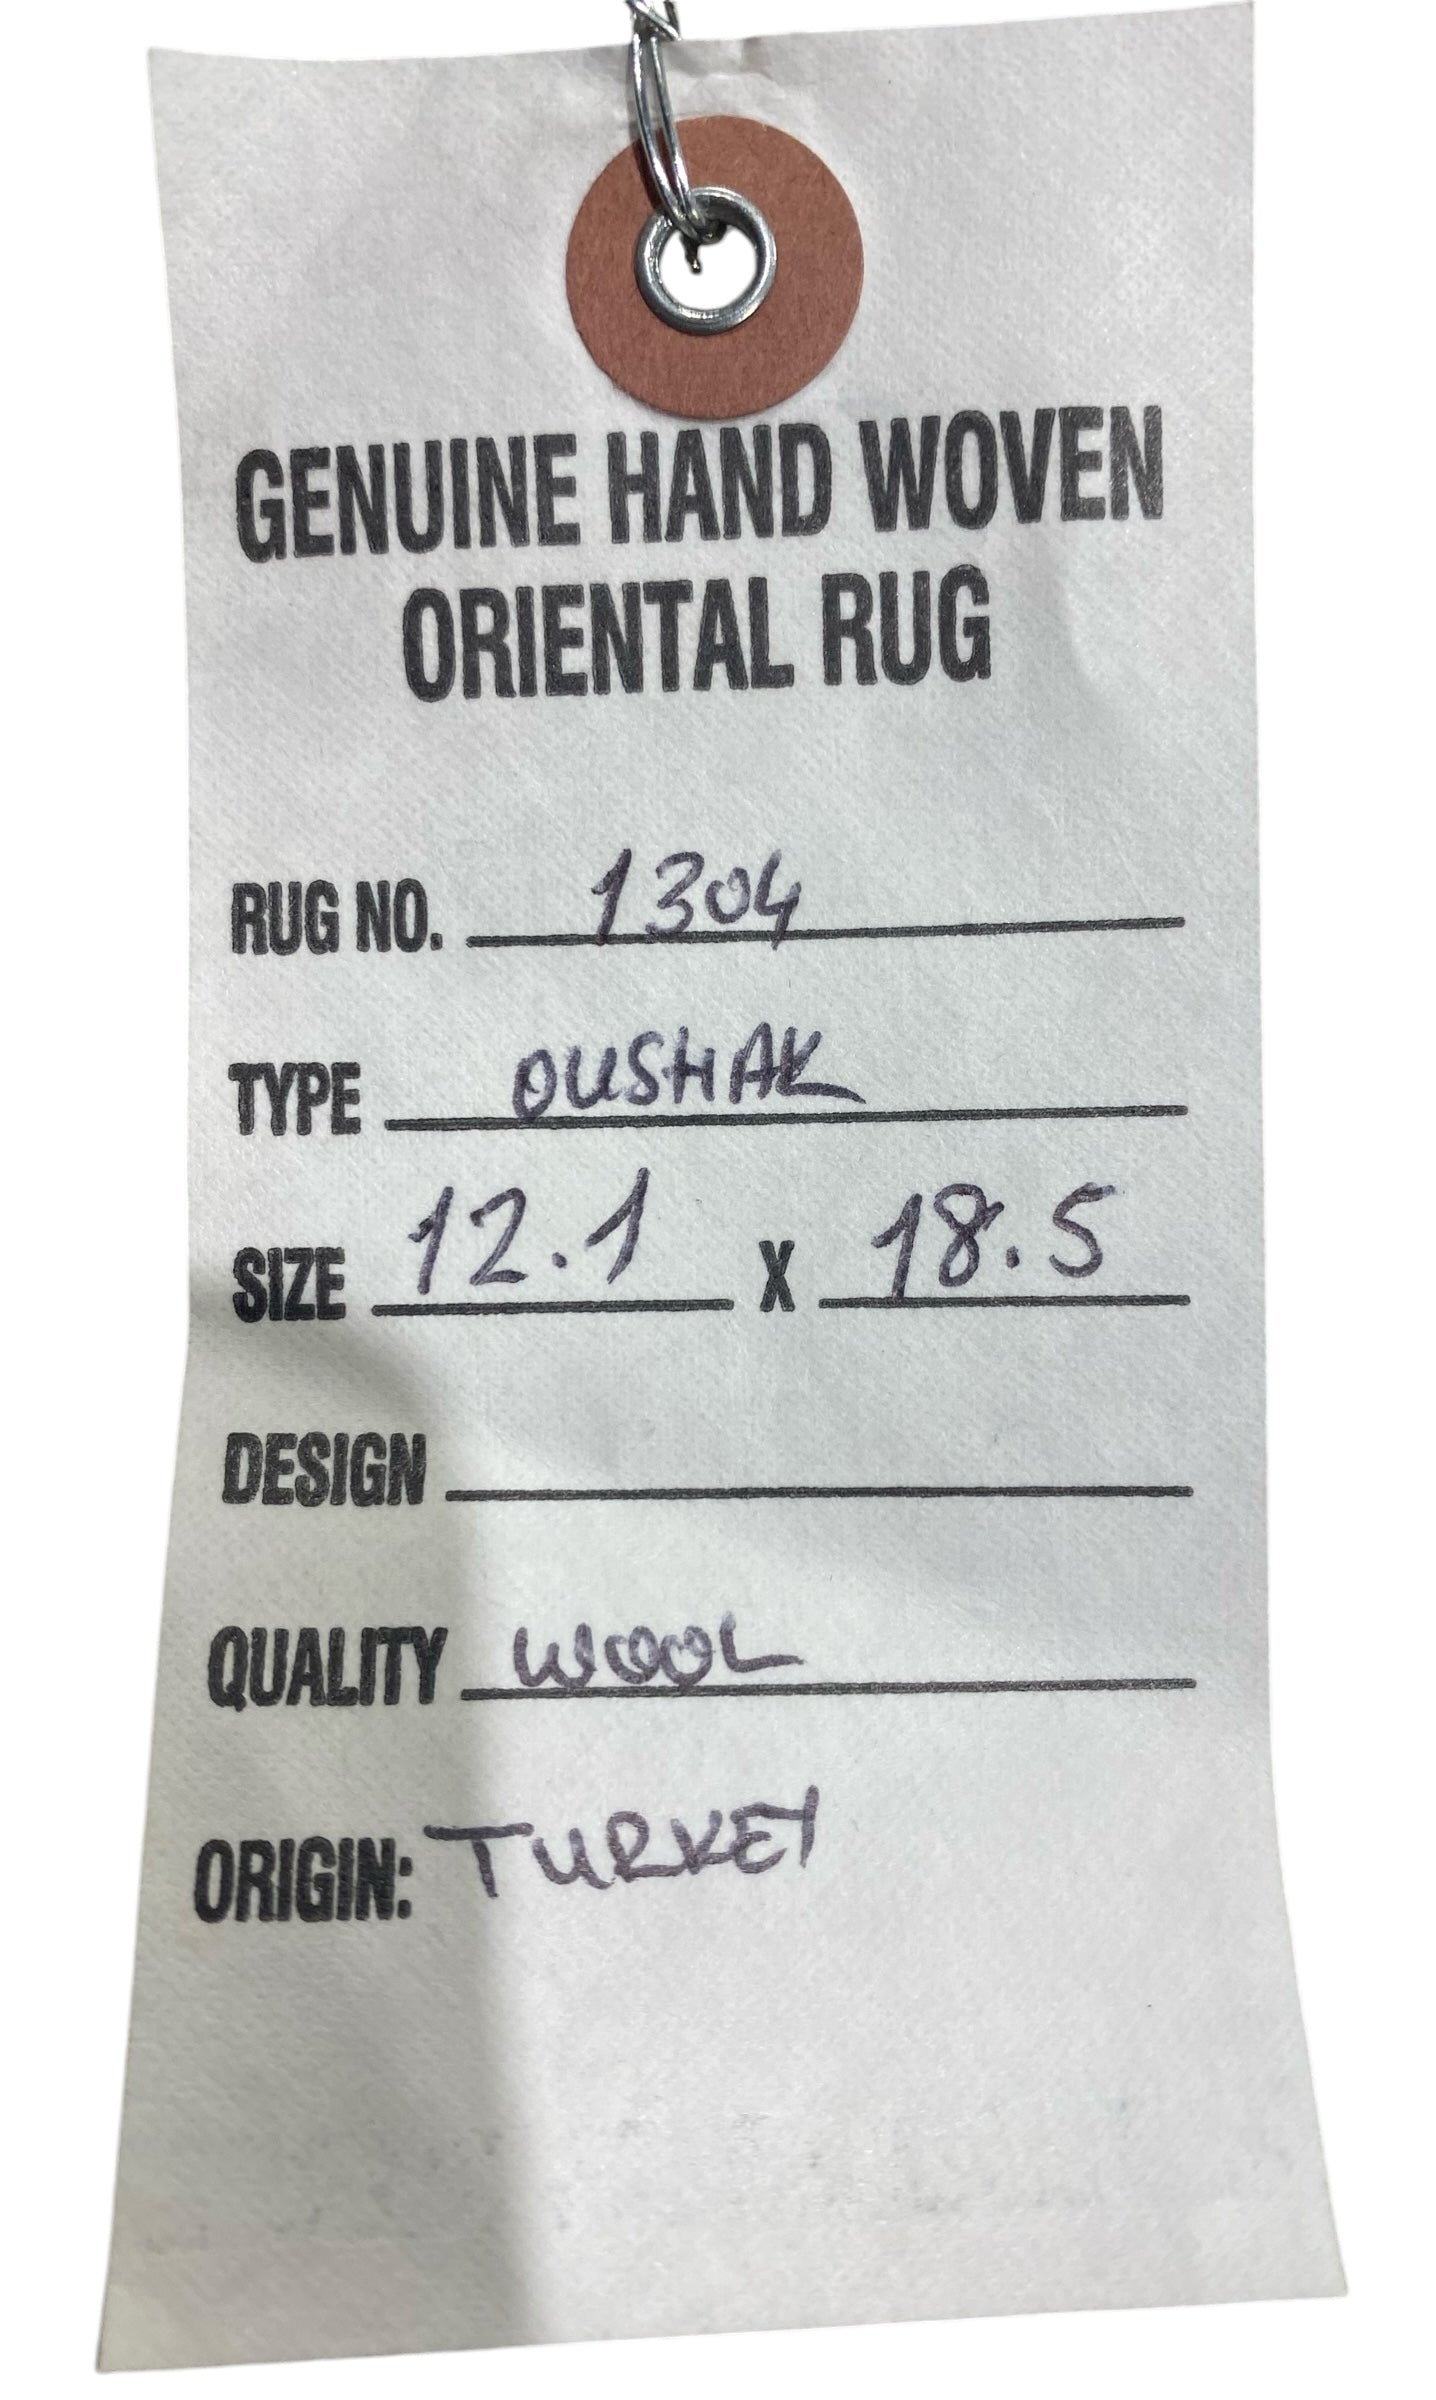 GENUINE HAND WOVEN
ORIENTAL RUG
RUG NO. 1304
TYPE OUSHAK
SIZE 12.1 X 18.5
DESIGN
QUALITY WOOL
ORIGIN: TURKEY